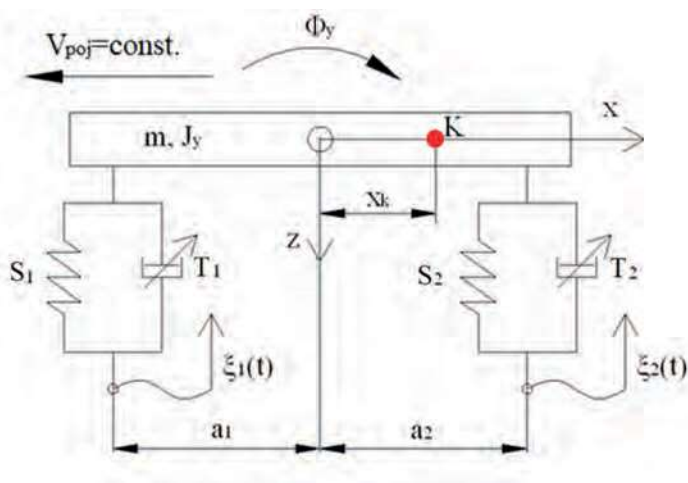 Φy
Vpoj=const.
X
m, Jy
K
xk
Z
S1
T1
S2
T2
ξ1(t)
ξ2(t)
a1
a2